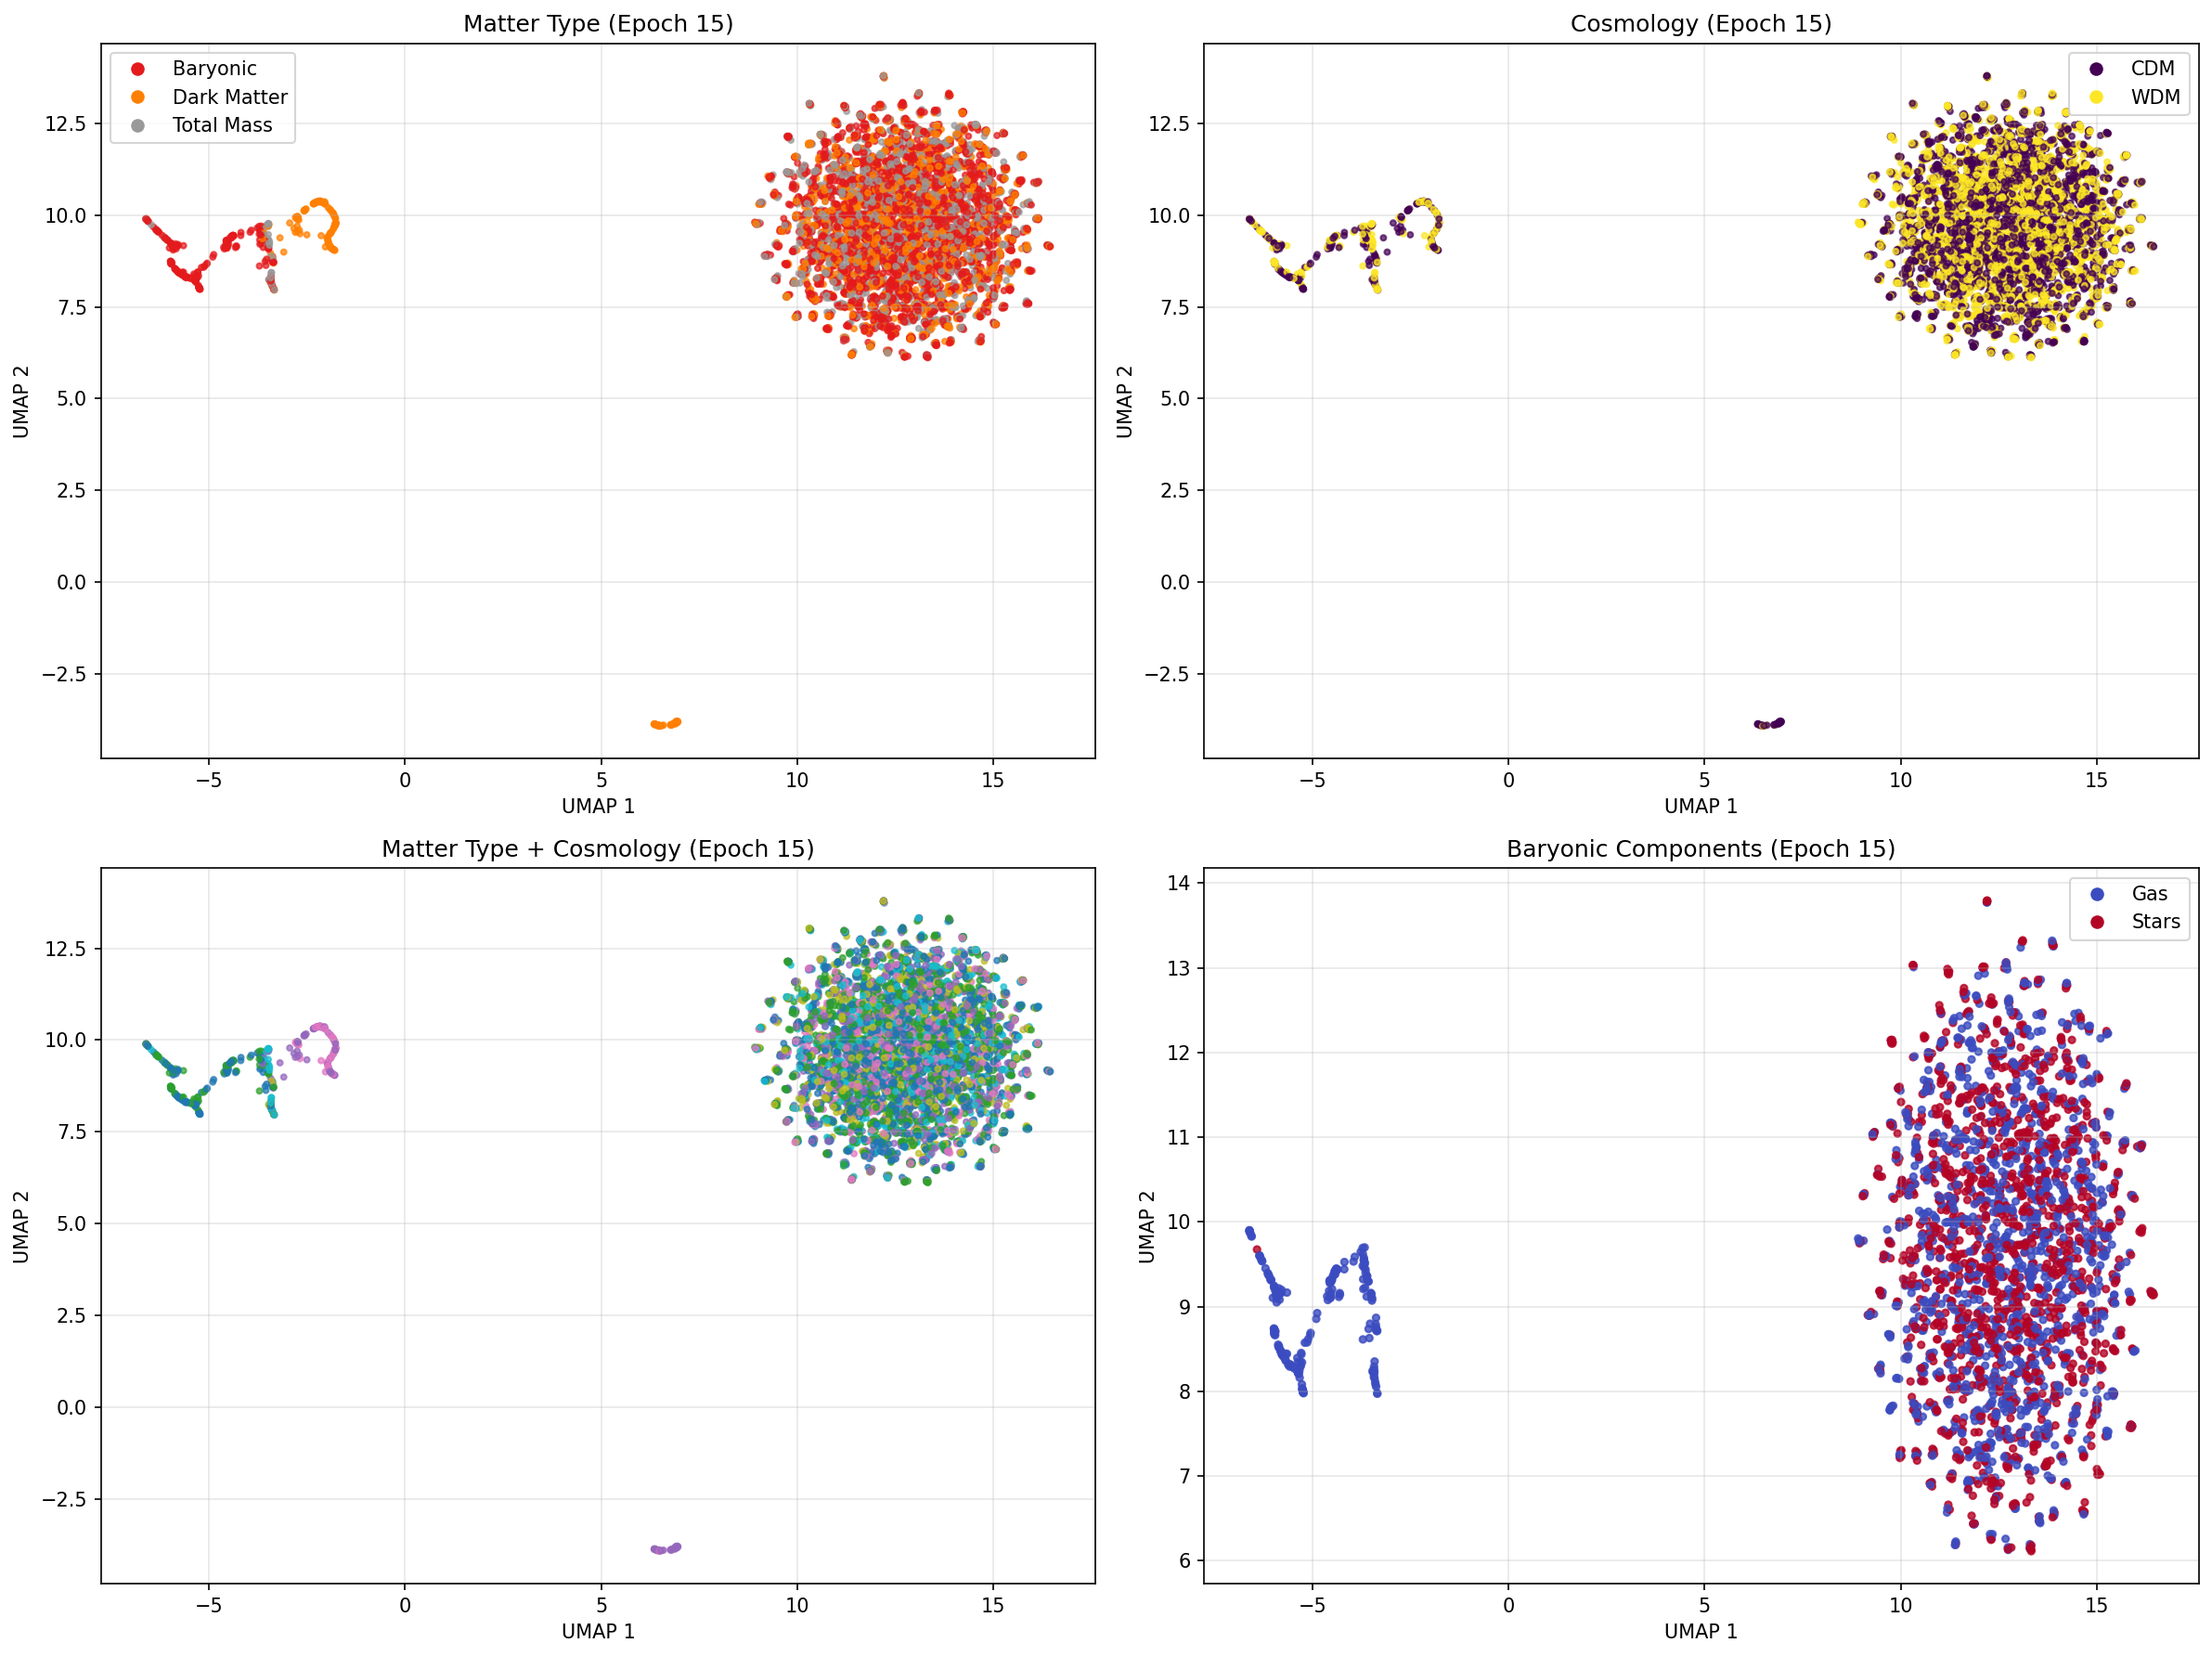 Matter Type (Epoch 15)
Baryonic
Dark Matter
Total Mass
12.5
10.0
7.5
5.0
2.5
0.0
−2.5
UMAP 2
−5
0
5
10
15
UMAP 1
Cosmology (Epoch 15)
CDM
WDM
12.5
10.0
7.5
5.0
2.5
0.0
−2.5
UMAP 2
−5
0
5
10
15
UMAP 1
Matter Type + Cosmology (Epoch 15)
12.5
10.0
7.5
5.0
2.5
0.0
−2.5
UMAP 2
−5
0
5
10
15
UMAP 1
Baryonic Components (Epoch 15)
Gas
Stars
14
13
12
11
10
9
8
7
6
UMAP 2
−5
0
5
10
15
UMAP 1